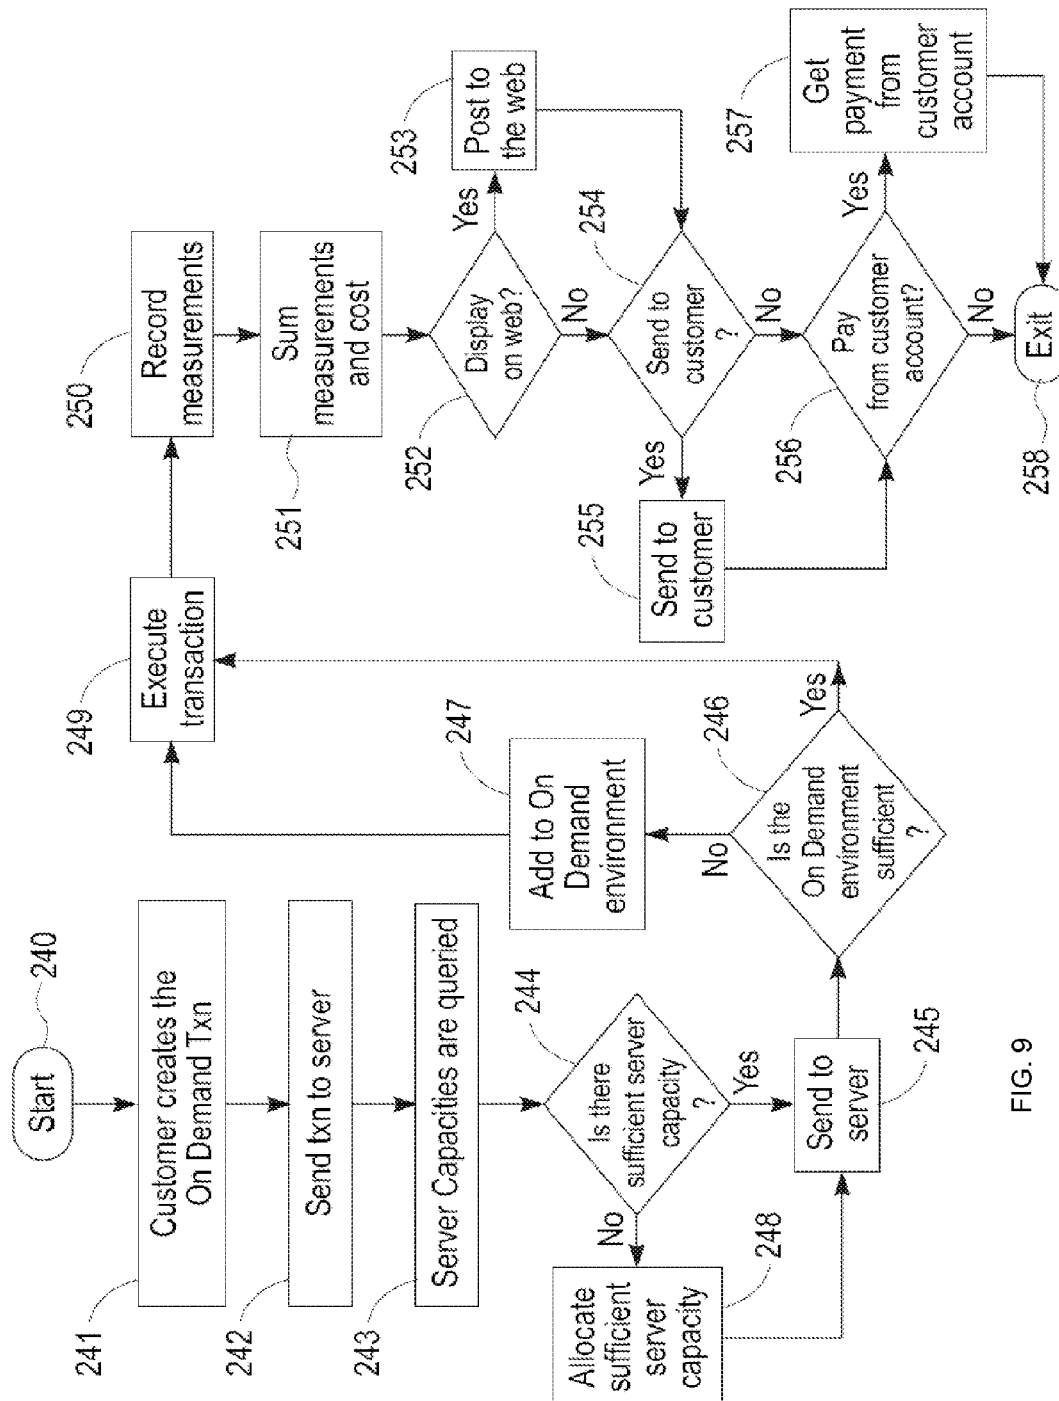 Start
240
Customer creates the
On Demand Txn
241
Send txn to server
242
Server Capacities are queried
243
Is there
sufficient server
capacity
?
244
No
Yes
Allocate
sufficient
server
capacity
248
Send to
server
245
Is the
On Demand
environment
sufficient
?
246
No
Yes
Add to On
Demand
environment
247
Execute
transaction
249
Record
measurements
250
Sum
measurements
and cost
251
Display
on web?
252
Yes
No
Post to
the web
253
Send to
customer
?
254
Yes
No
Send to
customer
255
Pay
from customer
account?
256
Yes
No
Get
payment
from
customer
account
257
Exit
258
FIG. 9